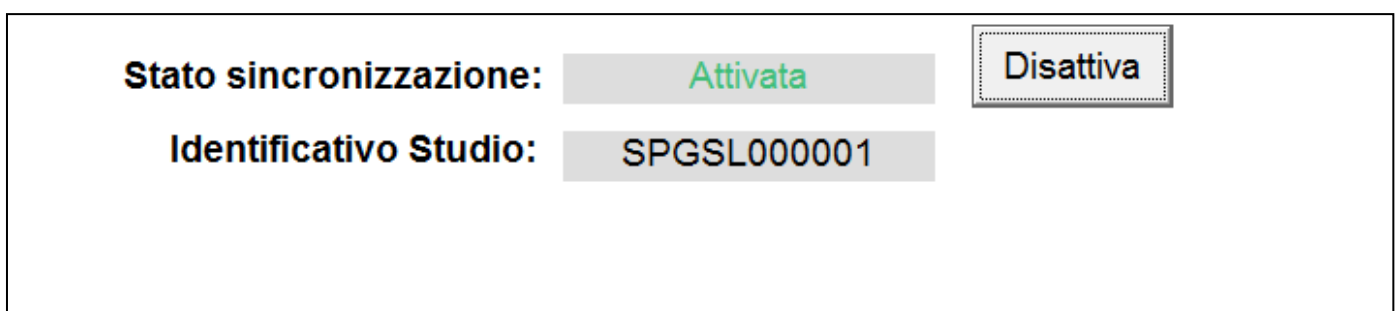 Stato sincronizzazione: Attivata Disattiva
Identificativo Studio: SPGSL000001